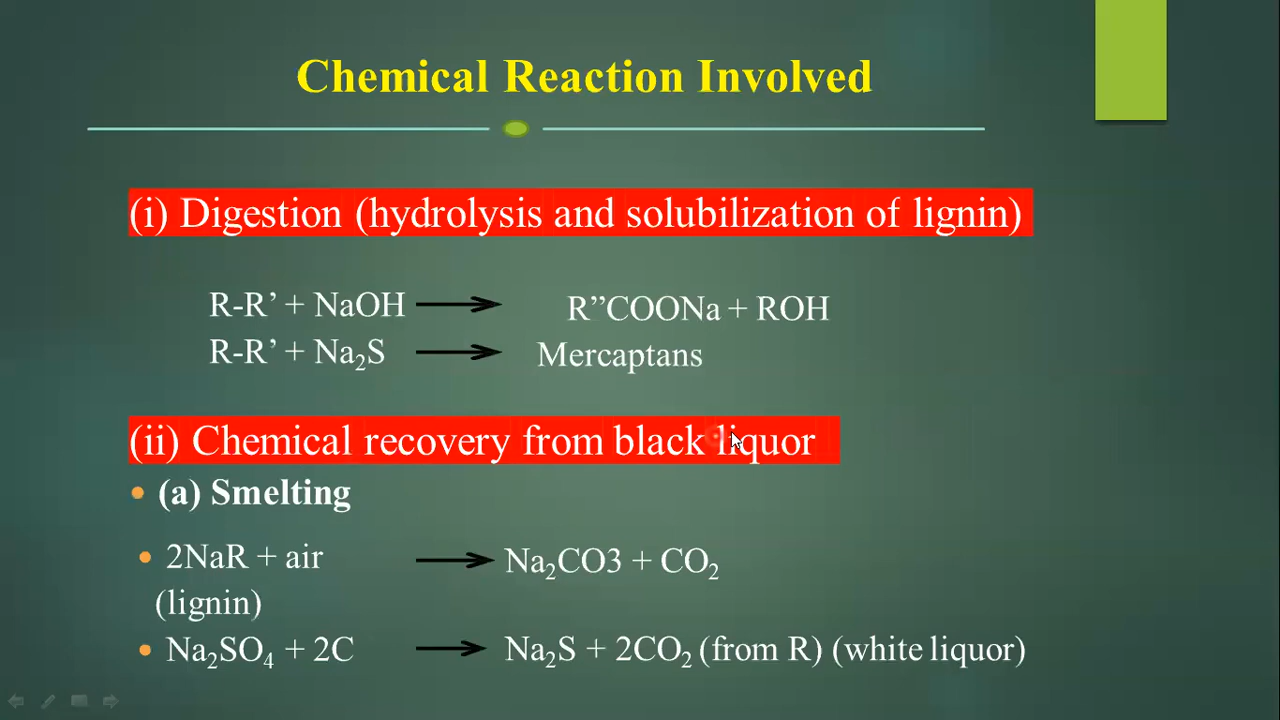 Chemical Reaction Involved
(i) Digestion (hydrolysis and solubilization of lignin)
R-R’ + NaOH → R”COONa + ROH
R-R’ + Na₂S → Mercaptans
(ii) Chemical recovery from black liquor
• (a) Smelting
• 2NaR + air → Na₂CO3 + CO₂
(lignin)
• Na₂SO₄ + 2C → Na₂S + 2CO₂ (from R) (white liquor)